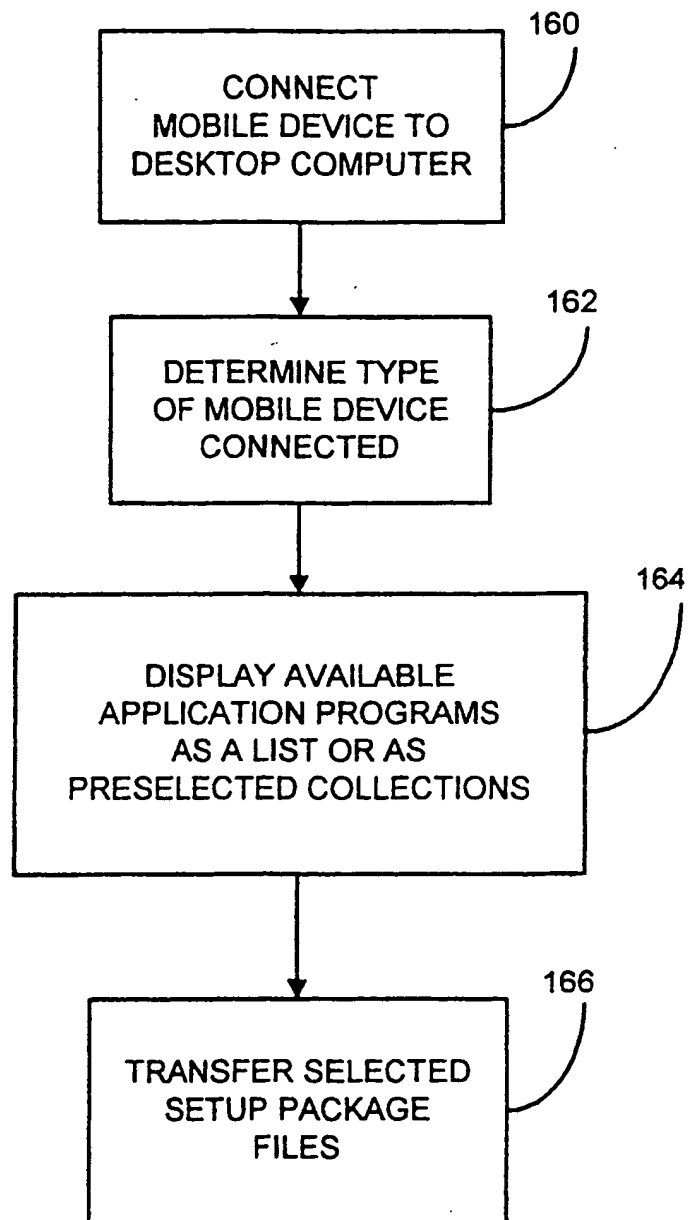 160
CONNECT
MOBILE DEVICE TO
DESKTOP COMPUTER
162
DETERMINE TYPE
OF MOBILE DEVICE
CONNECTED
164
DISPLAY AVAILABLE
APPLICATION PROGRAMS
AS A LIST OR AS
PRESELECTED COLLECTIONS
166
TRANSFER SELECTED
SETUP PACKAGE
FILES